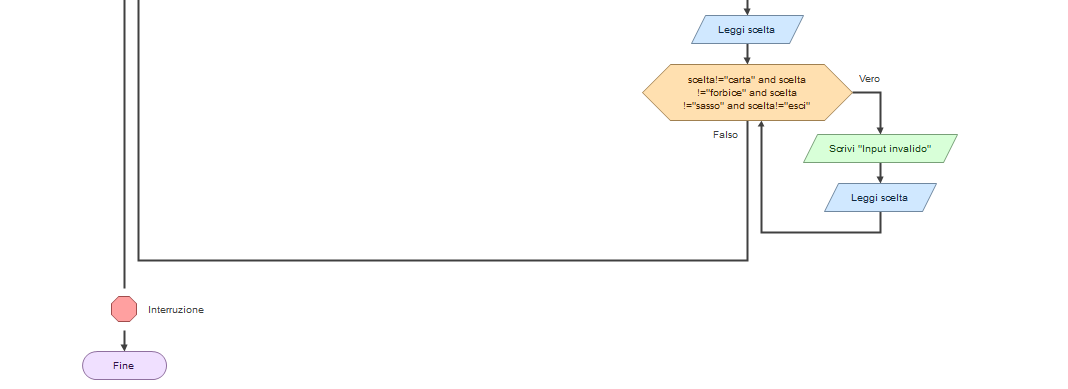 Leggi scelta
scelta!="carta" and scelta
!="forbice" and scelta
!="sasso" and scelta!="esci"
Vero
Falso
Scrivi "Input invalido"
Leggi scelta
Interruzione
Fine